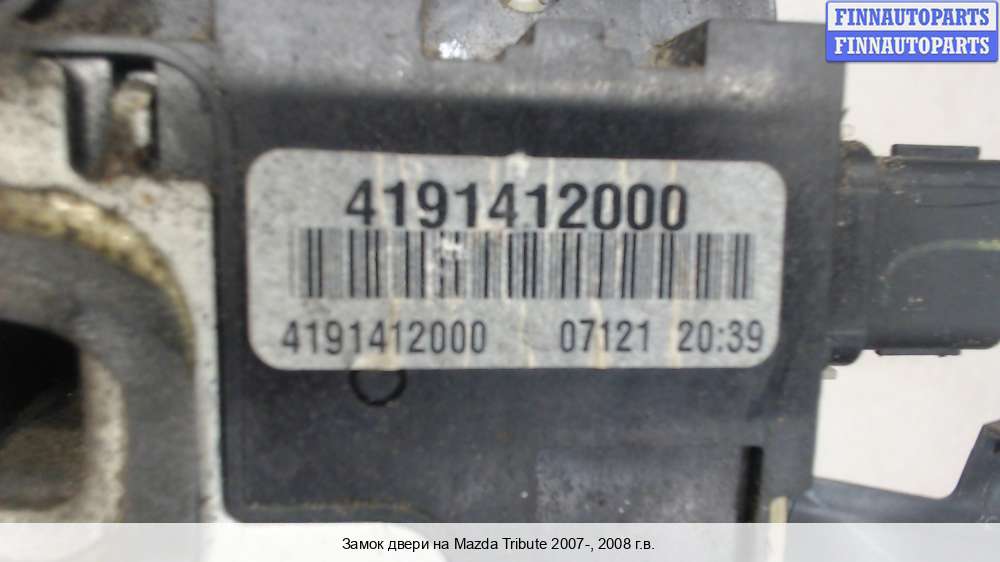 FINNAUTOPARTS
FINNAUTOPARTS
4191412000
4191412000 07121 20:39
Замок двери на Mazda Tribute 2007-, 2008 г.в.